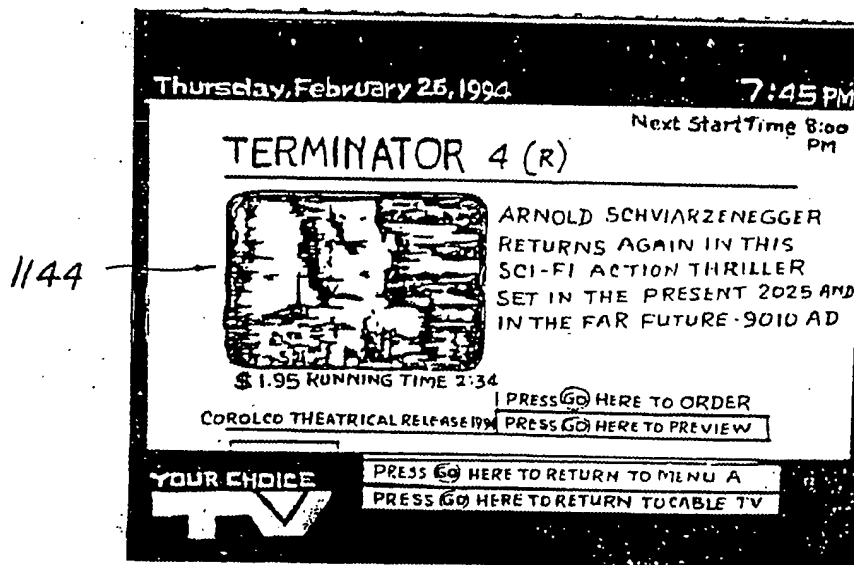 Thursday, February 26, 1994 7:45 PM
Next Start Time 8:00
PM
TERMINATOR 4 (R)
ARNOLD SCHVIARZENEGGER
RETURNS AGAIN IN THIS
SCI-FI ACTION THRILLER
SET IN THE PRESENT 2025 AND
IN THE FAR FUTURE-9010 AD
1144
$1.95 RUNNING TIME 2:34
PRESS GO HERE TO ORDER
COROLCO THEATRICAL RELEASE 1994
PRESS GO HERE TO PREVIEW
YOUR CHOICE
TV
PRESS GO HERE TO RETURN TO MENU A
PRESS GO HERE TO RETURN TO CABLE TV